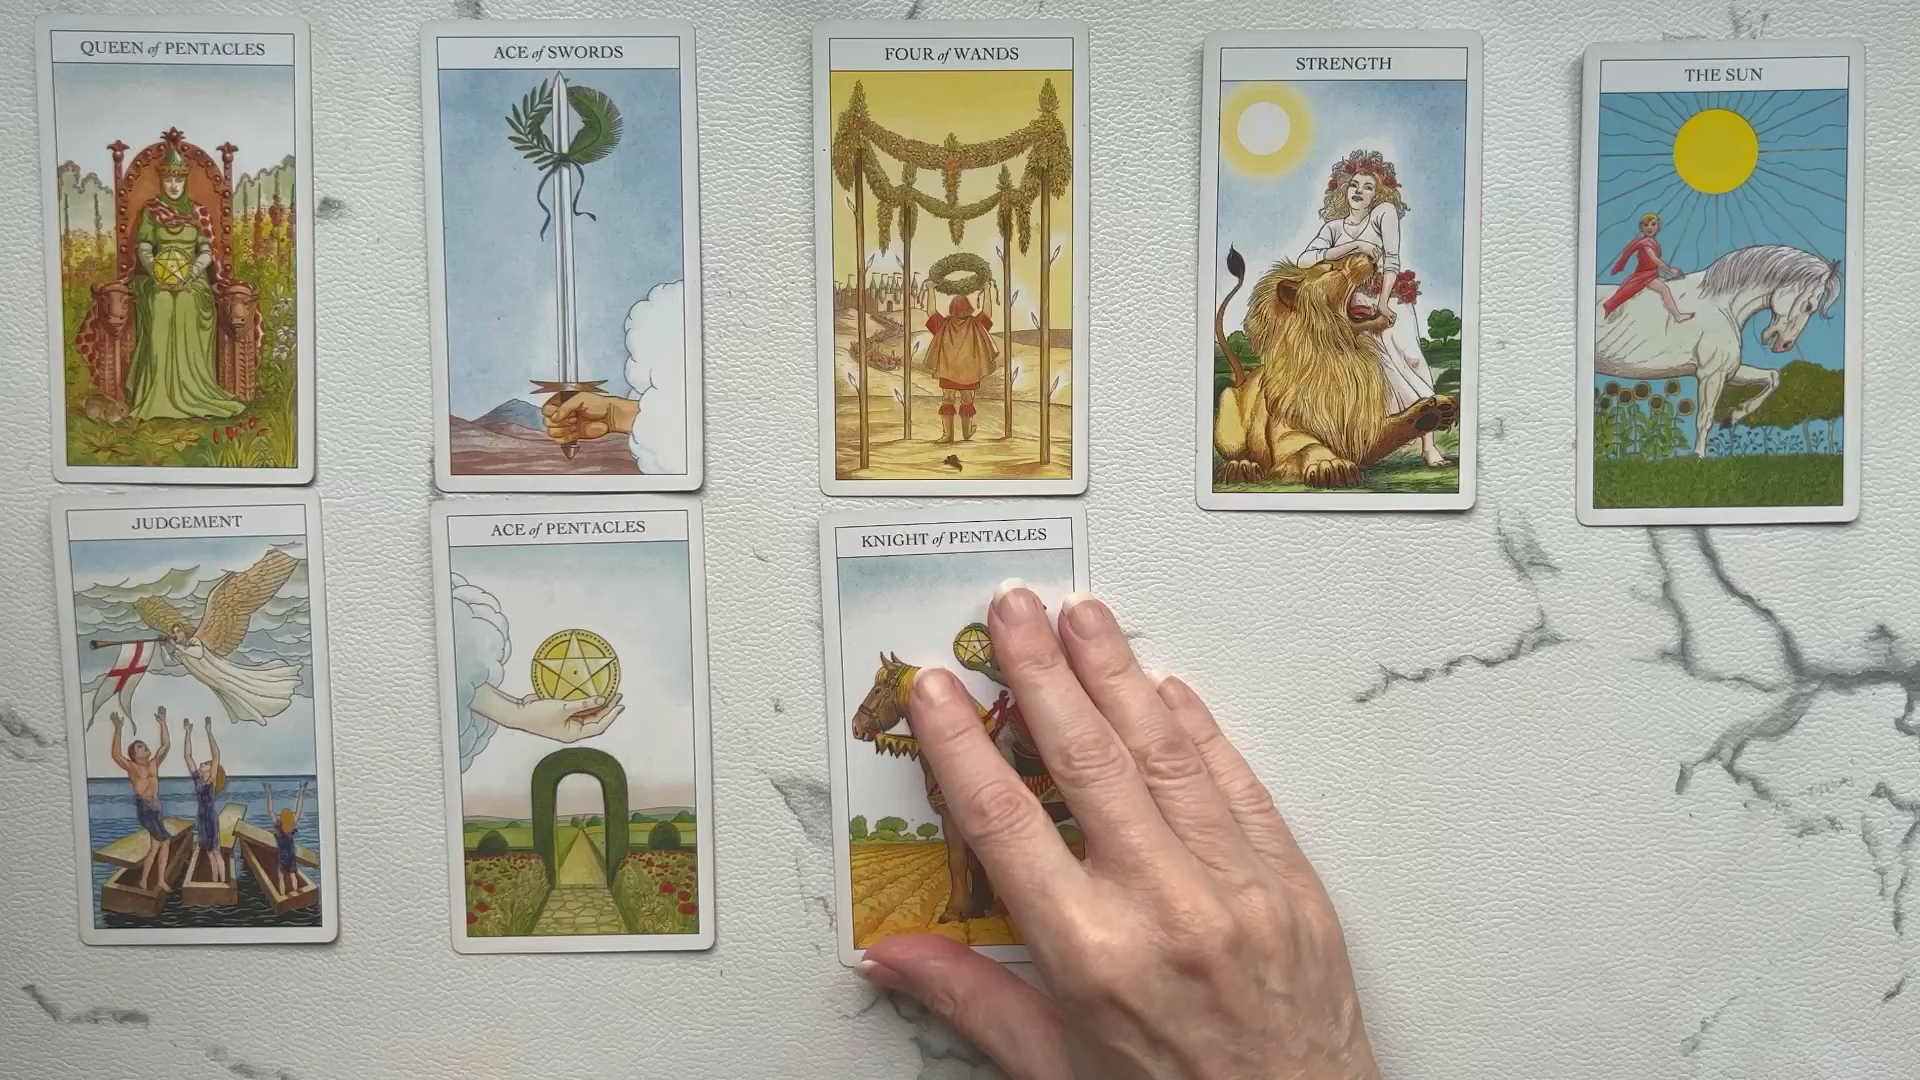 QUEEN of PENTACLES
ACE of SWORDS
FOUR of WANDS
STRENGTH
THE SUN
JUDGEMENT
ACE of PENTACLES
KNIGHT of PENTACLES